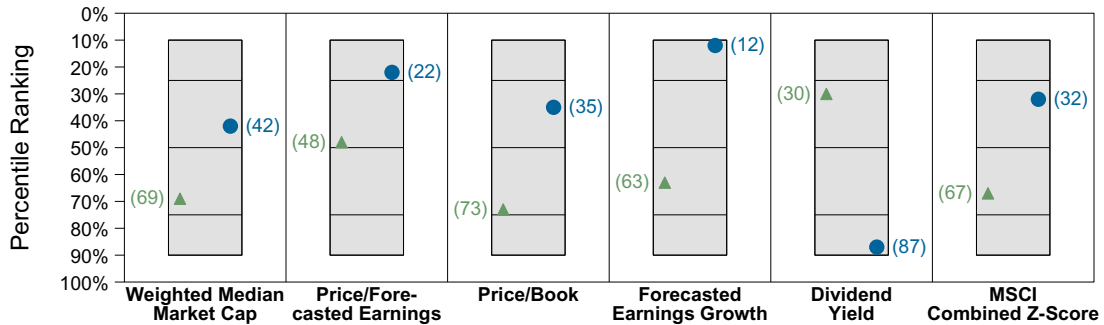 Percentile Ranking
0%
10%
20%
30%
40%
50%
60%
70%
80%
90%
100%
(69)
(42)
(48)
(22)
(73)
(35)
(63)
(12)
(30)
(87)
(67)
(32)
Weighted Median
Market Cap
Price/Fore-
casted Earnings
Price/Book
Forecasted
Earnings Growth
Dividend
Yield
MSCI
Combined Z-Score